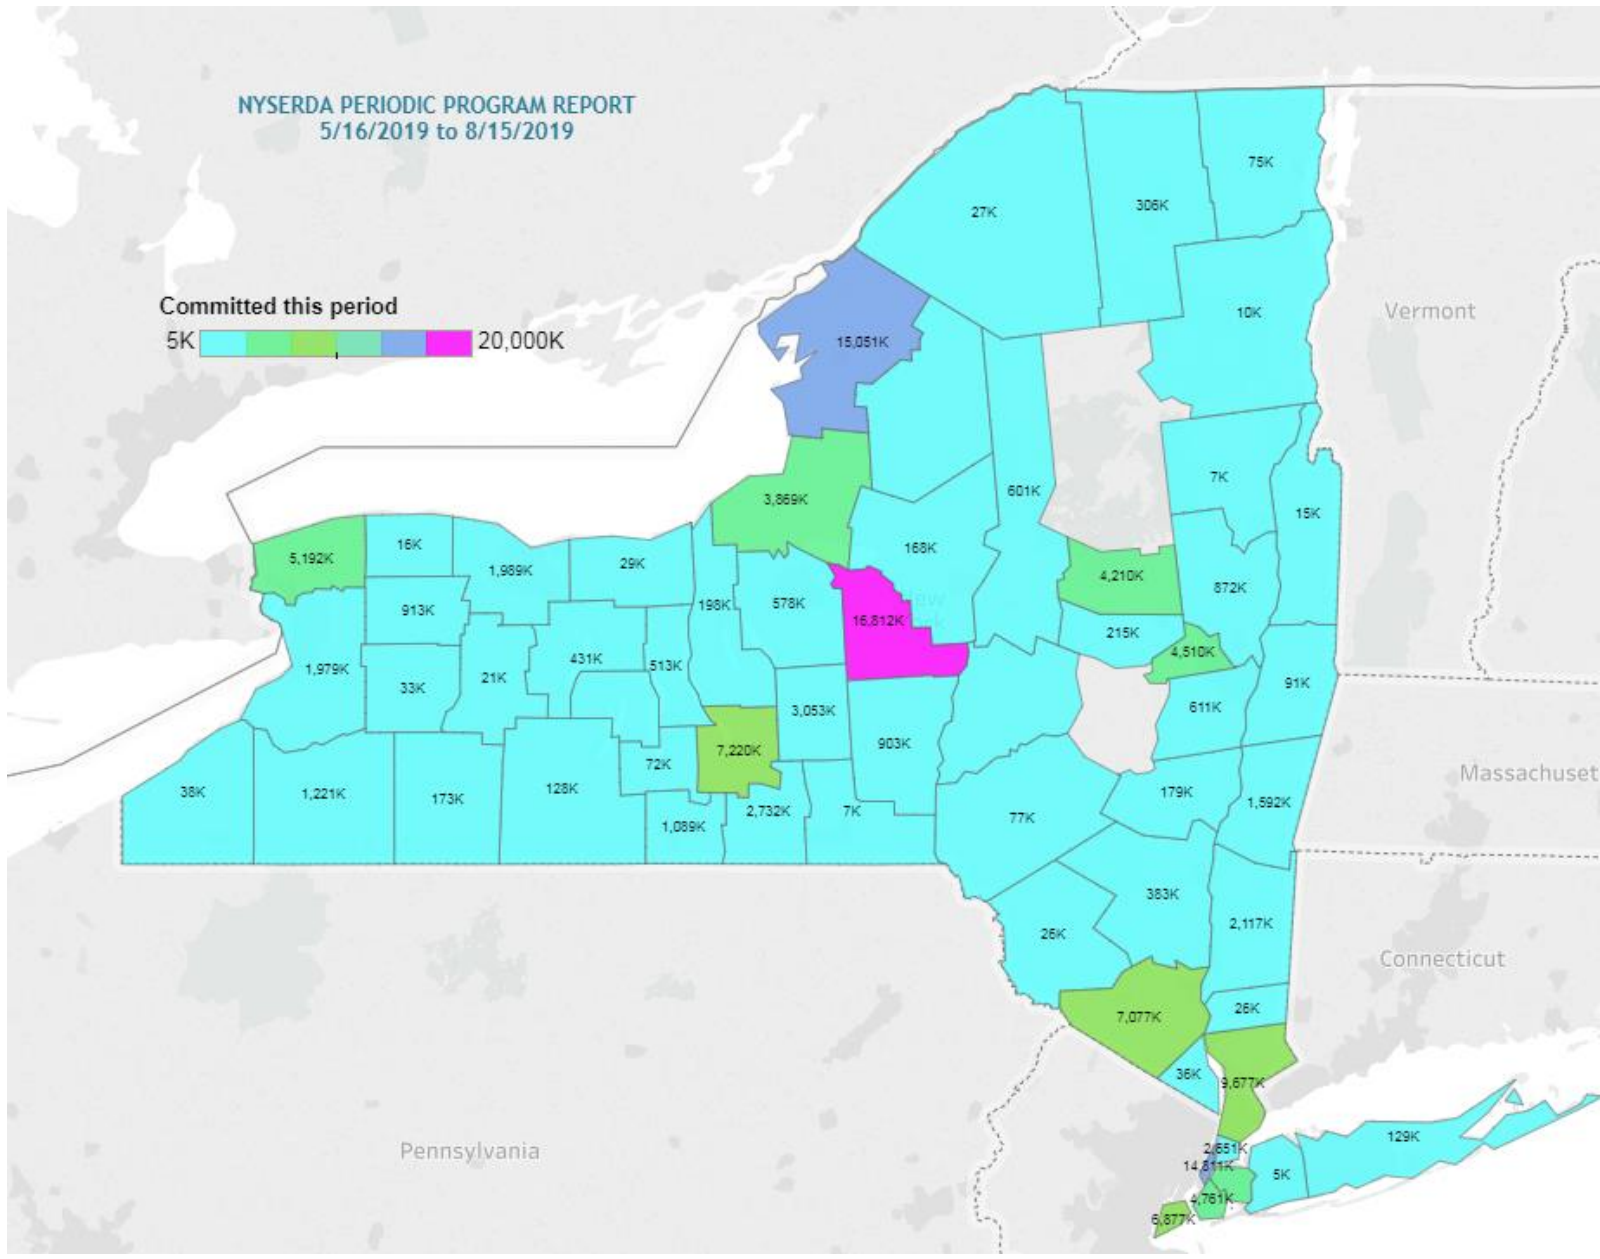 NYSERDA PERIODIC PROGRAM REPORT
5/16/2019 to 8/15/2019
Committed this period
5K 20,000K
75K
27K
306K
10K
Vermont
15,051K
7K
601K
3,869K
15K
168K
16K
5,192K
1,989K
29K
4,210K
872K
198K
578K
913K
16,812K
215K
4,510K
431K
513K
1,979K
21K
33K
91K
3,053K
611K
903K
7,220K
72K
Massachuset
38K
1,221K
173K
128K
179K
1,592K
2,732K
7K
77K
1,089K
383K
2,117K
26K
Connecticut
26K
7,077K
36K
9,677K
129K
Pennsylvania
2,651K
5K
4,761K
6,877K